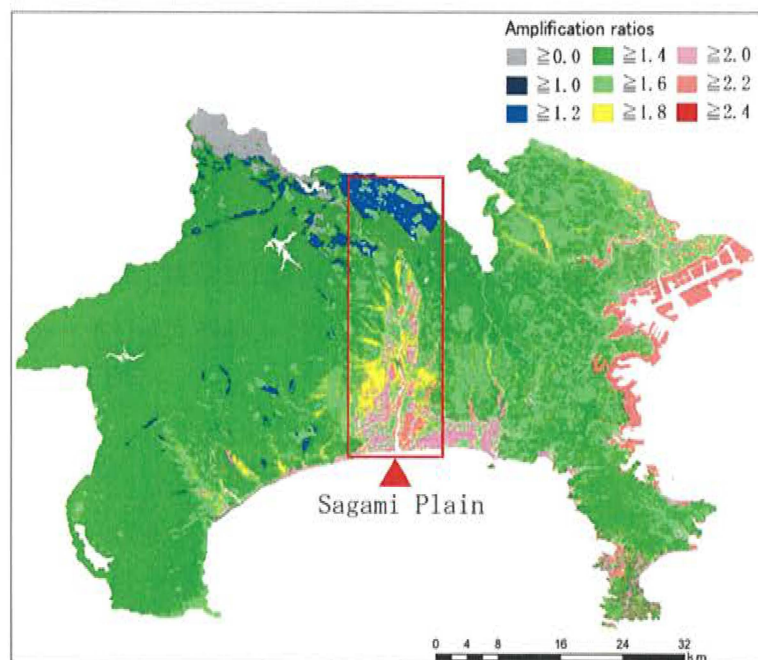 Amplification ratios
≧0.0 ≧1.4 ≧2.0
≧1.0 ≧1.6 ≧2.2
≧1.2 ≧1.8 ≧2.4
Sagami Plain
0 4 8 16 24 32
km